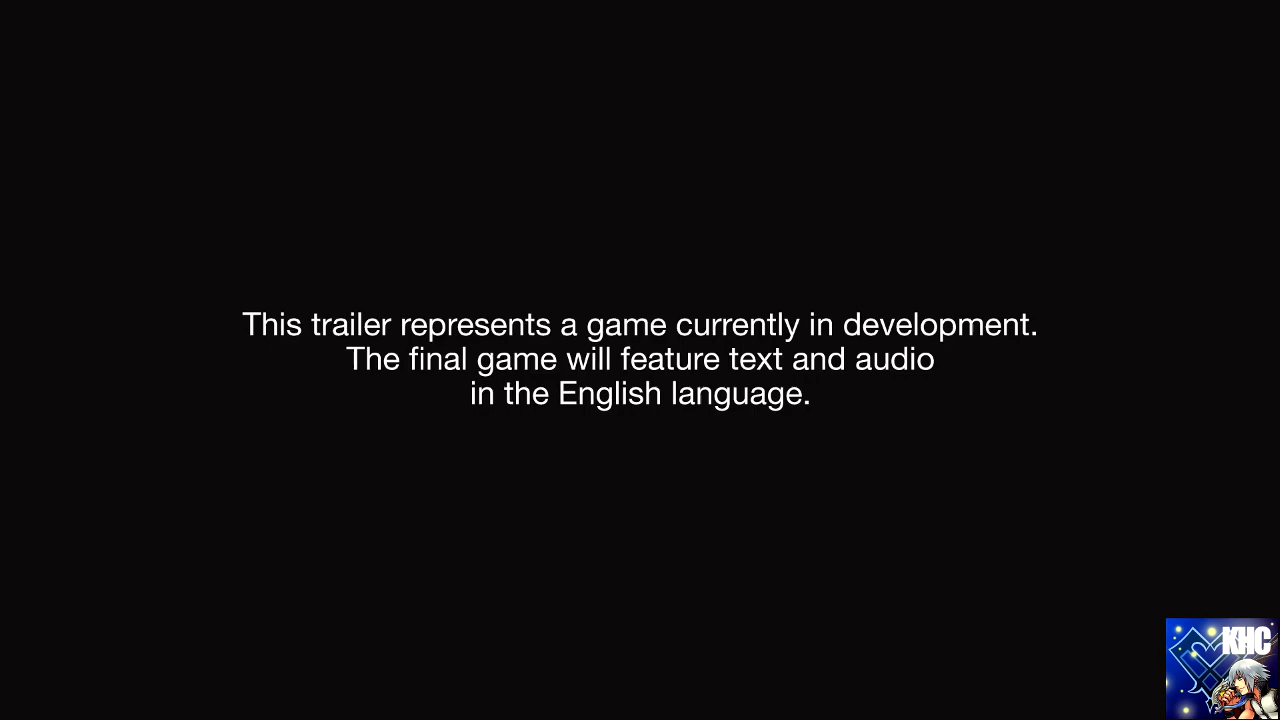 This trailer represents a game currently in development.
The final game will feature text and audio
in the English language.
KHC